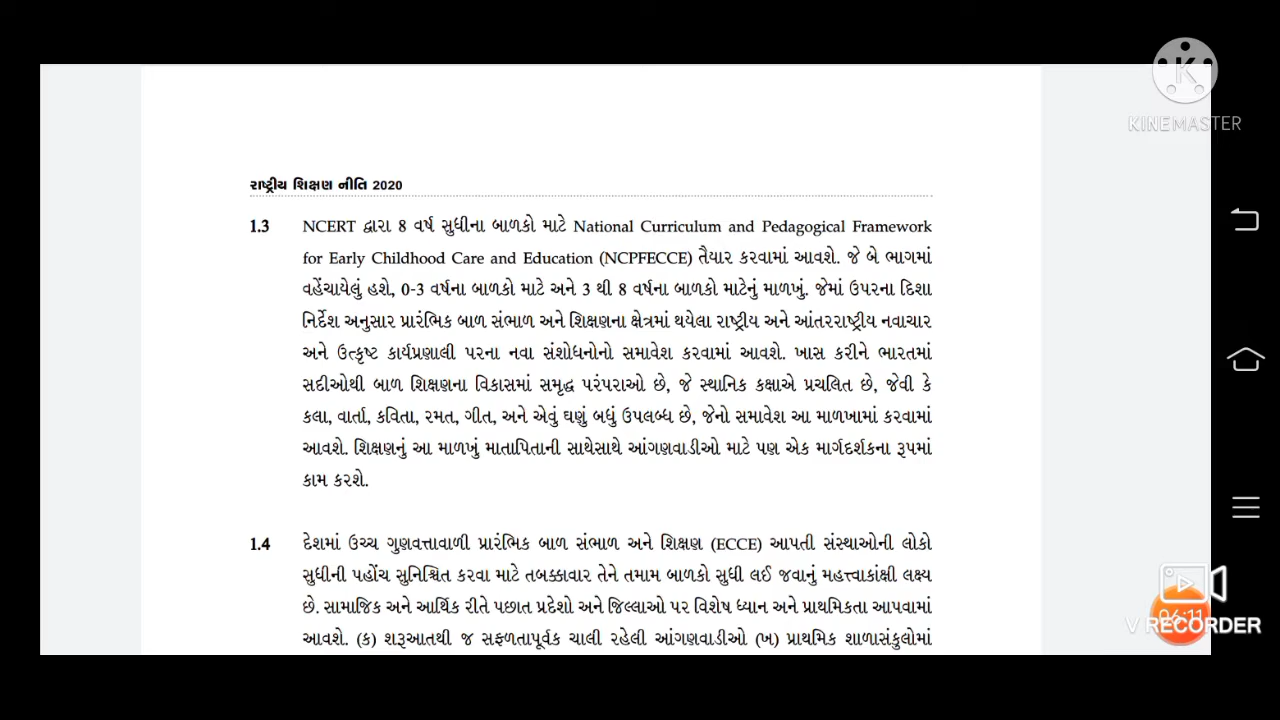 KINEMASTER
રાષ્ટ્રીય શિક્ષણ નીતિ 2020
1.3 NCERT દ્વારા 8 વર્ષ સુધીના બાળકો માટે National Curriculum and Pedagogical Framework
for Early Childhood Care and Education (NCPFECCE) તૈયાર કરવામાં આવશે. જે બે ભાગમાં
વહેંચાયેલું હશે, 0-3 વર્ષના બાળકો માટે અને 3 થી 8 વર્ષના બાળકો માટેનું માળખું. જેમાં ઉપરના દિશા
નિર્દેશ અનુસાર પ્રારંભિક બાળ સંભાળ અને શિક્ષણના ક્ષેત્રમાં થયેલા રાષ્ટ્રીય અને આંતરરાષ્ટ્રીય નવાચાર
અને ઉત્કૃષ્ટ કાર્યપ્રણાલી પરના નવા સંશોધનોનો સમાવેશ કરવામાં આવશે. ખાસ કરીને ભારતમાં
સદીઓથી બાળ શિક્ષણના વિકાસમાં સમૃદ્ધ પરંપરાઓ છે, જે સ્થાનિક કક્ષાએ પ્રચલિત છે, જેવી કે
કલા, વાર્તા, કવિતા, રમત, ગીત, અને એવું ઘણું બધું ઉપલબ્ધ છે, જેનો સમાવેશ આ માળખામાં કરવામાં
આવશે. શિક્ષણનું આ માળખું માતાપિતાની સાથેસાથે આંગણવાડીઓ માટે પણ એક માર્ગદર્શકના રૂપમાં
કામ કરશે.
1.4 દેશમાં ઉચ્ચ ગુણવત્તાવાળી પ્રારંભિક બાળ સંભાળ અને શિક્ષણ (ECCE) આપતી સંસ્થાઓની લોકો
સુધીની પહોંચ સુનિશ્ચિત કરવા માટે તબક્કાવાર તેને તમામ બાળકો સુધી લઈ જવાનું મહત્ત્વાકાંક્ષી લક્ષ્ય
છે. સામાજિક અને આર્થિક રીતે પછાત પ્રદેશો અને જિલ્લાઓ પર વિશેષ ધ્યાન અને પ્રાથમિકતા આપવામાં
આવશે. (ક) શરૂઆતથી જ સફળતાપૂર્વક ચાલી રહેલી આંગણવાડીઓ (ખ) પ્રાથમિક શાળાસંકુલોમાં
06:11
V RECORDER